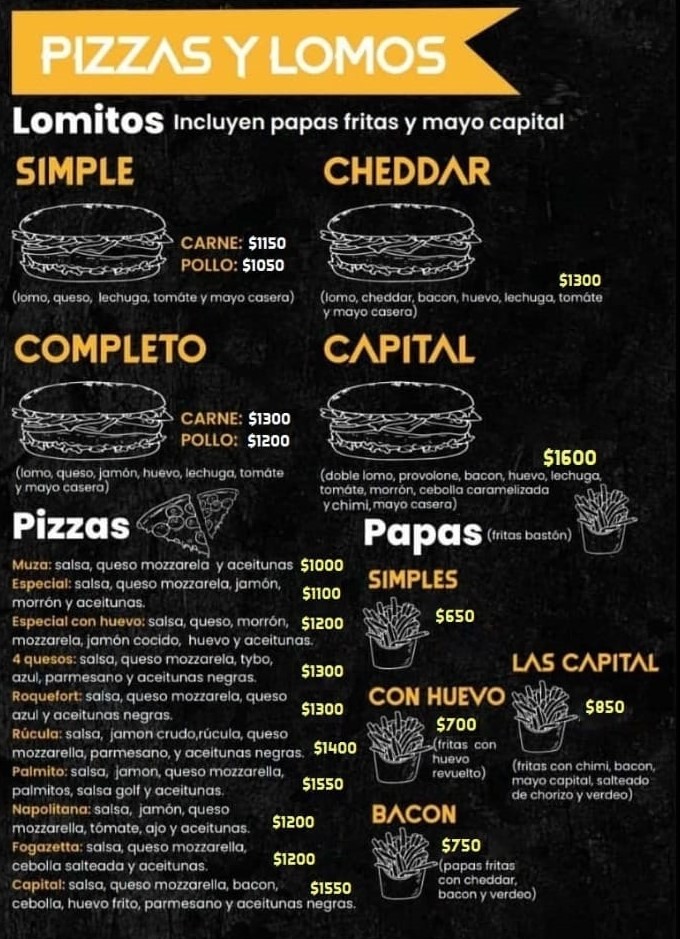 PIZZAS Y LOMOS
Lomitos Incluyen papas fritas y mayo capital
SIMPLE
CARNE: $1150
POLLO: $1050
(lomo, queso, lechuga, tomáte y mayo casera)
CHEDDAR
$1300
(lomo, cheddar, bacon, huevo, lechuga, tomáte
y mayo casera)
COMPLETO
CARNE: $1300
POLLO: $1200
(lomo, queso, jamón, huevo, lechuga, tomáte
y mayo casera)
CAPITAL
$1600
(doble lomo, provolone, bacon, huevo, lechuga,
tomáte, morrón, cebolla caramelizada
y chimi, mayo casera)
Pizzas
Muza: salsa, queso mozzarela y aceitunas $1000
Especial: salsa, queso mozzarela, jamón,
morrón y aceitunas. $1100
Especial con huevo: salsa, queso, morrón, $1200
mozzarela, jamón cocido, huevo y aceitunas.
4 quesos: salsa, queso mozzarela, tybo,
azul, parmesano y aceitunas negras. $1300
Roquefort: salsa, queso mozzarela, queso
azul y aceitunas negras. $1300
Rúcula: salsa, jamon crudo,rúcula, queso
mozzarella, parmesano, y aceitunas negras. $1400
Palmito: salsa, jamon, queso mozzarella,
palmitos, salsa golf y aceitunas. $1550
Napolitana: salsa, jamón, queso
mozzarella, tómate, ajo y aceitunas. $1200
Fogazetta: salsa, queso mozzarella,
cebolla salteada y aceitunas. $1200
Capital: salsa, queso mozzarella, bacon, $1550
cebolla, huevo frito, parmesano y aceitunas negras.
Papas (fritas bastón)
SIMPLES
$650
CON HUEVO
$700
(fritas con
huevo
revuelto)
LAS CAPITAL
$850
(fritas con chimi, bacon,
mayo capital, salteado
de chorizo y verdeo)
BACON
$750
(papas fritas
con cheddar,
bacon y verdeo)